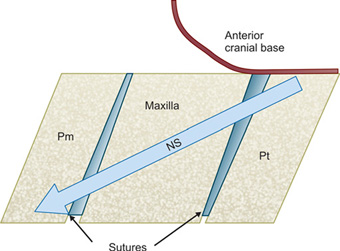 Anterior
cranial base
Maxilla
Pm
NS
Pt
Sutures